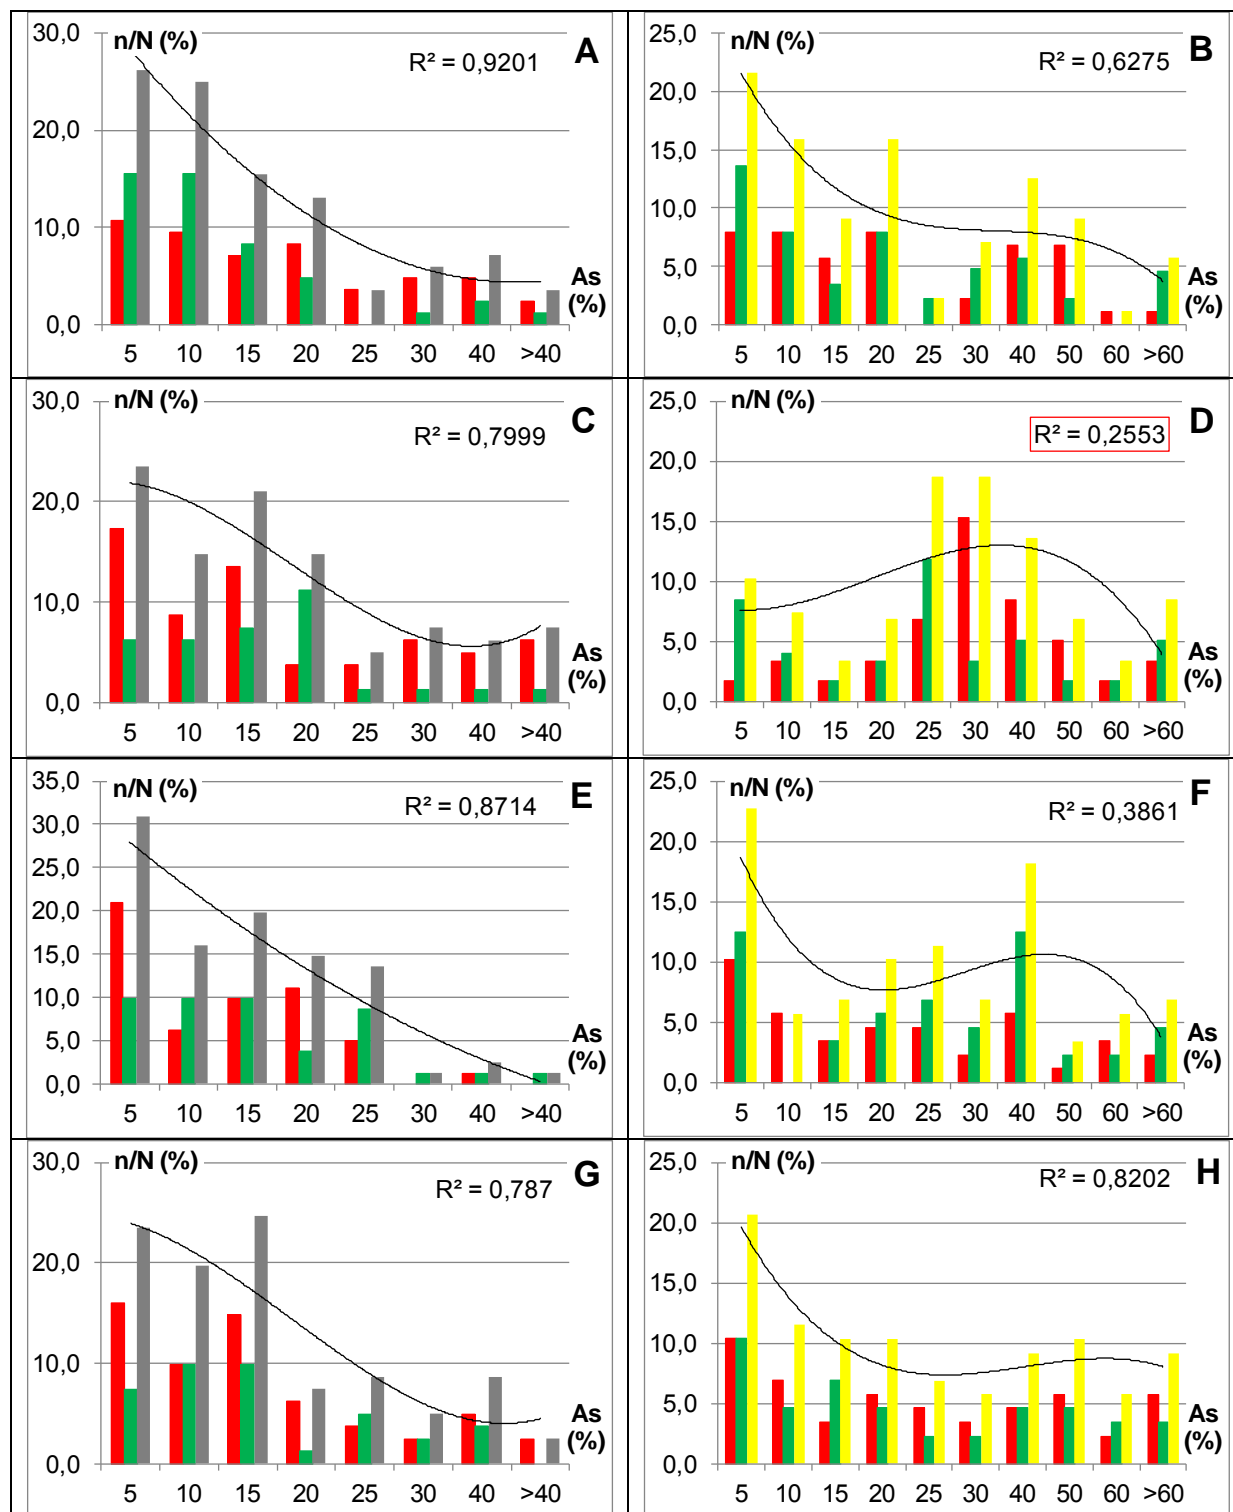 n/N (%)
A
R² = 0,9201
30,0
20,0
10,0
0,0
As
(%)
5 10 15 20 25 30 40 >40
n/N (%)
B
R² = 0,6275
25,0
20,0
15,0
10,0
5,0
0,0
As
(%)
5 10 15 20 25 30 40 50 60 >60
n/N (%)
C
R² = 0,7999
30,0
20,0
10,0
0,0
As
(%)
5 10 15 20 25 30 40 >40
n/N (%)
D
R² = 0,2553
25,0
20,0
15,0
10,0
5,0
0,0
As
(%)
5 10 15 20 25 30 40 50 60 >60
n/N (%)
E
R² = 0,8714
35,0
30,0
25,0
20,0
15,0
10,0
5,0
0,0
As
(%)
5 10 15 20 25 30 40 >40
n/N (%)
F
R² = 0,3861
25,0
20,0
15,0
10,0
5,0
0,0
As
(%)
5 10 15 20 25 30 40 50 60 >60
n/N (%)
G
R² = 0,787
30,0
20,0
10,0
0,0
As
(%)
5 10 15 20 25 30 40 >40
n/N (%)
H
R² = 0,8202
25,0
20,0
15,0
10,0
5,0
0,0
As
(%)
5 10 15 20 25 30 40 50 60 >60